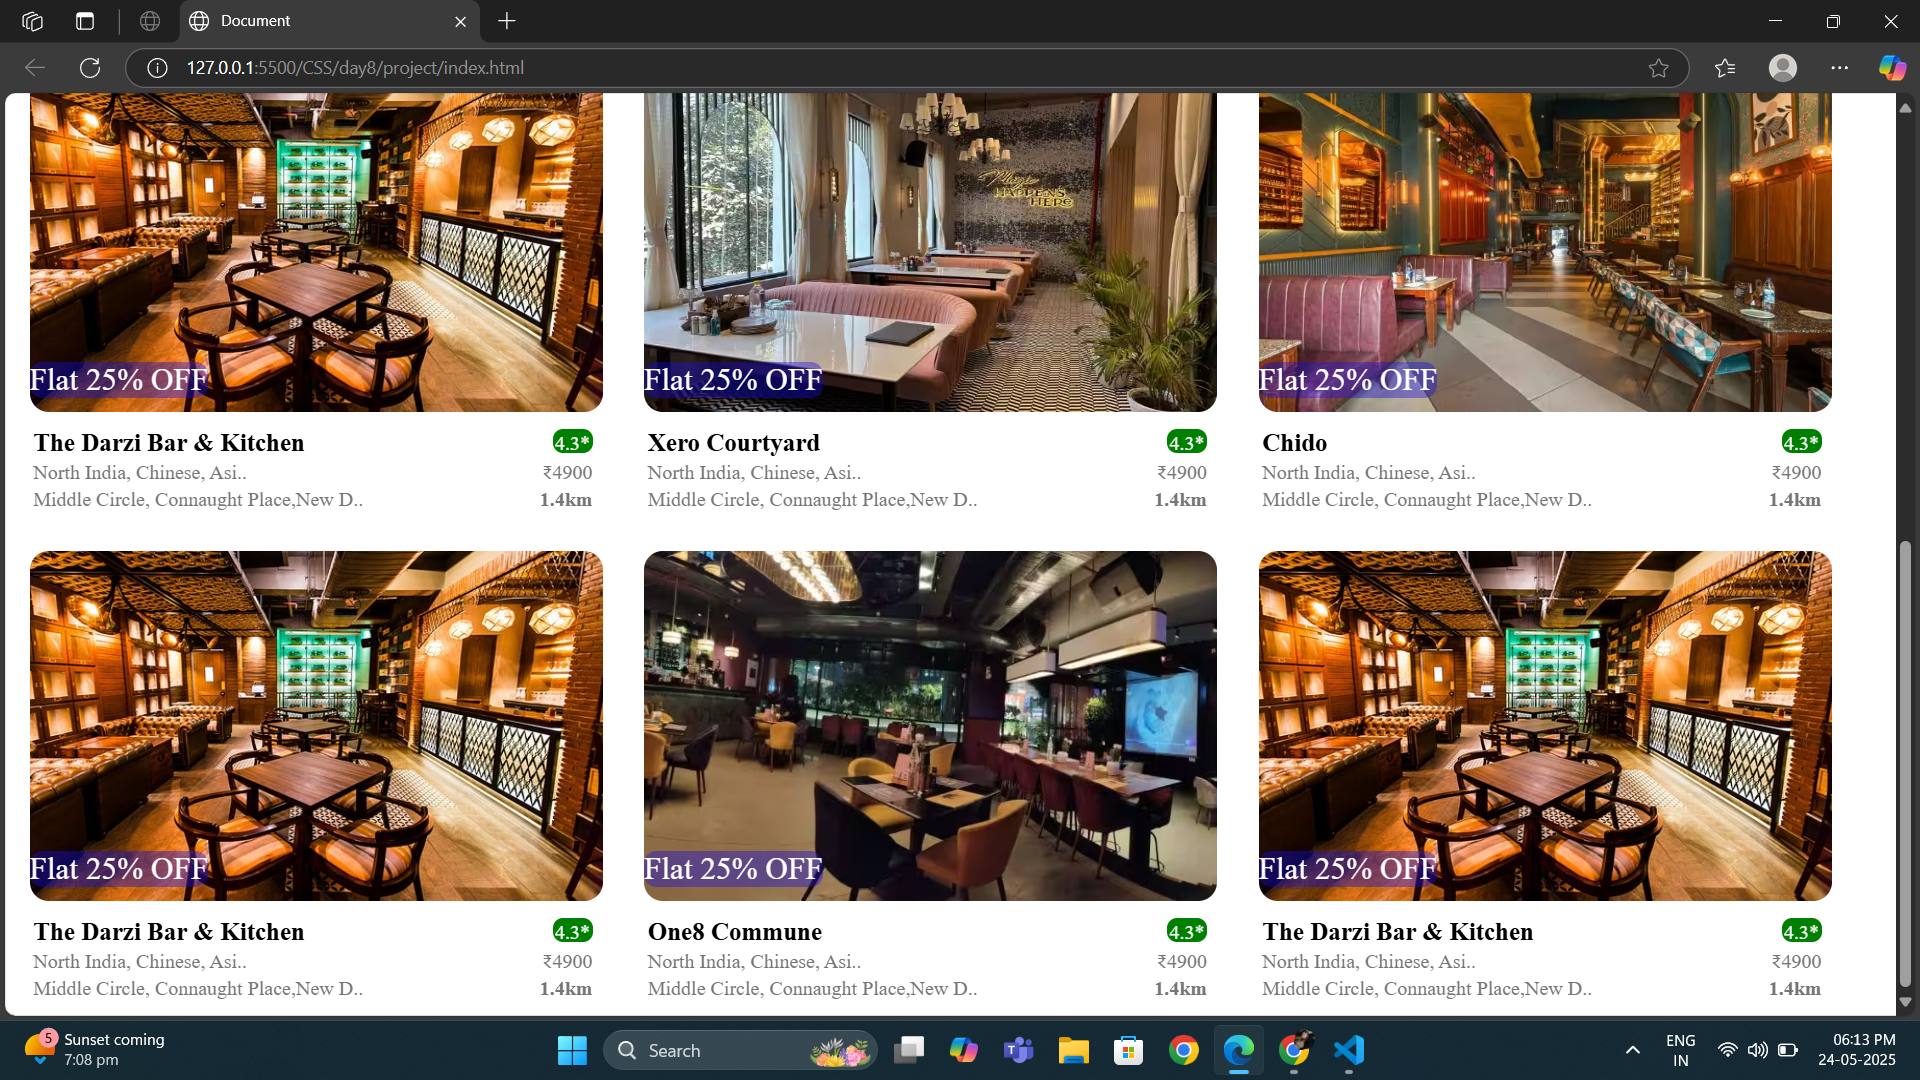 Document
127.0.0.1:5500/CSS/day8/project/index.html
Magic
HAPPENS
HERE
Flat 25% OFF
Flat 25% OFF
Flat 25% OFF
The Darzi Bar & Kitchen 4.3*
North India, Chinese, Asi.. ₹4900
Middle Circle, Connaught Place,New D.. 1.4km
Xero Courtyard 4.3*
North India, Chinese, Asi.. ₹4900
Middle Circle, Connaught Place,New D.. 1.4km
Chido 4.3*
North India, Chinese, Asi.. ₹4900
Middle Circle, Connaught Place,New D.. 1.4km
Flat 25% OFF
Flat 25% OFF
Flat 25% OFF
The Darzi Bar & Kitchen 4.3*
North India, Chinese, Asi.. ₹4900
Middle Circle, Connaught Place,New D.. 1.4km
One8 Commune 4.3*
North India, Chinese, Asi.. ₹4900
Middle Circle, Connaught Place,New D.. 1.4km
The Darzi Bar & Kitchen 4.3*
North India, Chinese, Asi.. ₹4900
Middle Circle, Connaught Place,New D.. 1.4km
5
Sunset coming
7:08 pm
Search
ENG
IN
06:13 PM
24-05-2025